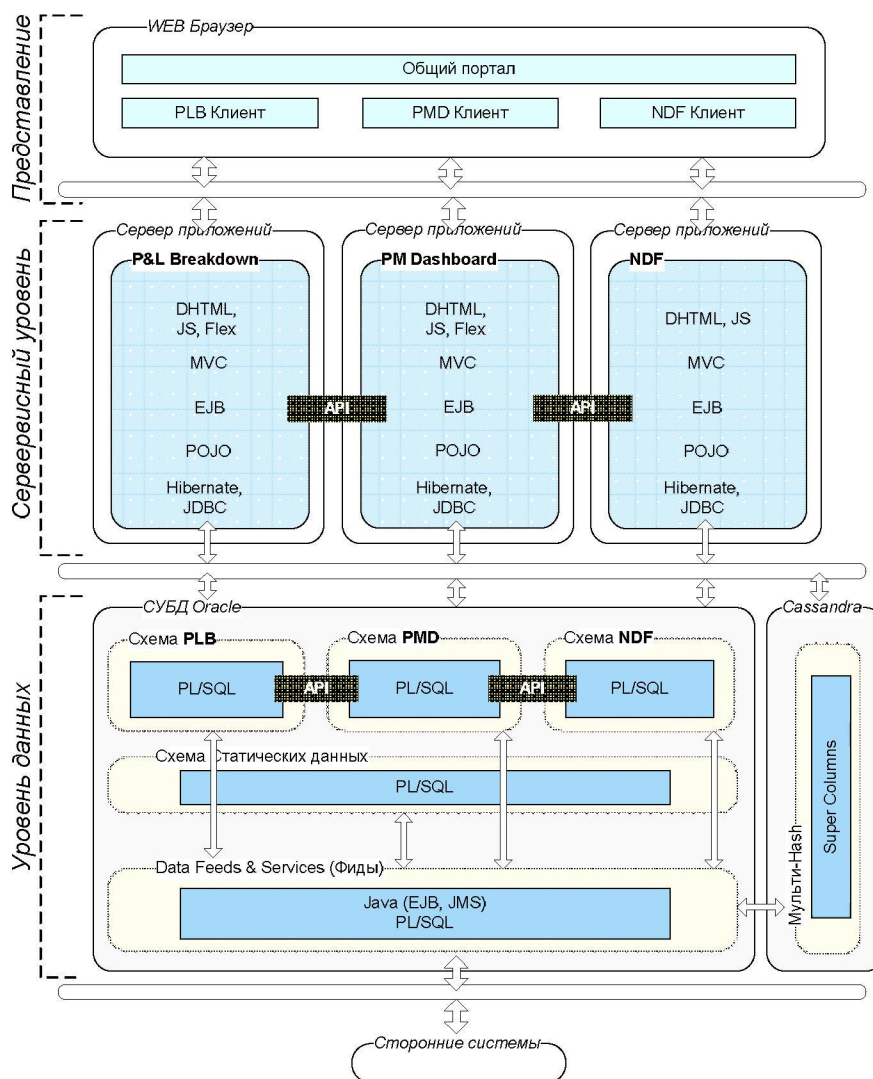 Представление
WEB Браузер
Общий портал
PLB Клиент
PMD Клиент
NDF Клиент
Сервервисный уровень
Сервер приложений
Сервер приложений
Сервер приложений
P&L Breakdown
PM Dashboard
NDF
DHTML,
JS, Flex
MVC
EJB
POJO
Hibernate,
JDBC
API
DHTML,
JS, Flex
MVC
EJB
POJO
Hibernate,
JDBC
API
DHTML, JS
MVC
EJB
POJO
Hibernate,
JDBC
Уровень данных
СУБД Oracle
Cassandra
Схема PLB
Схема PMD
Схема NDF
PL/SQL
API
PL/SQL
API
PL/SQL
Схема Статических данных
PL/SQL
Data Feeds & Services (Фиды)
Java (EJB, JMS)
PL/SQL
Мульти-Hash
Super Columns
Сторонние системы